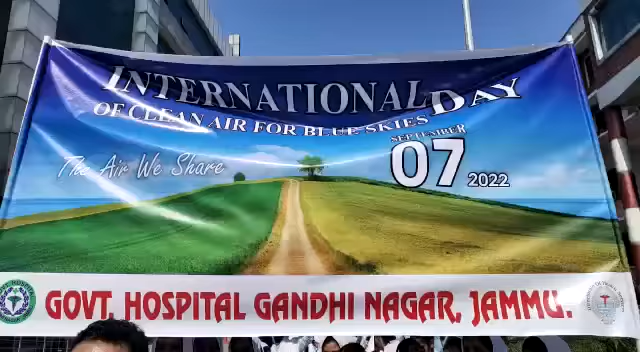 INTERNATIONAL DAY
OF CLEAN AIR FOR BLUE SKIES
SEPTEMBER
The Air We Share
07 2022
GOVT. HOSPITAL GANDHI NAGAR, JAMMU.